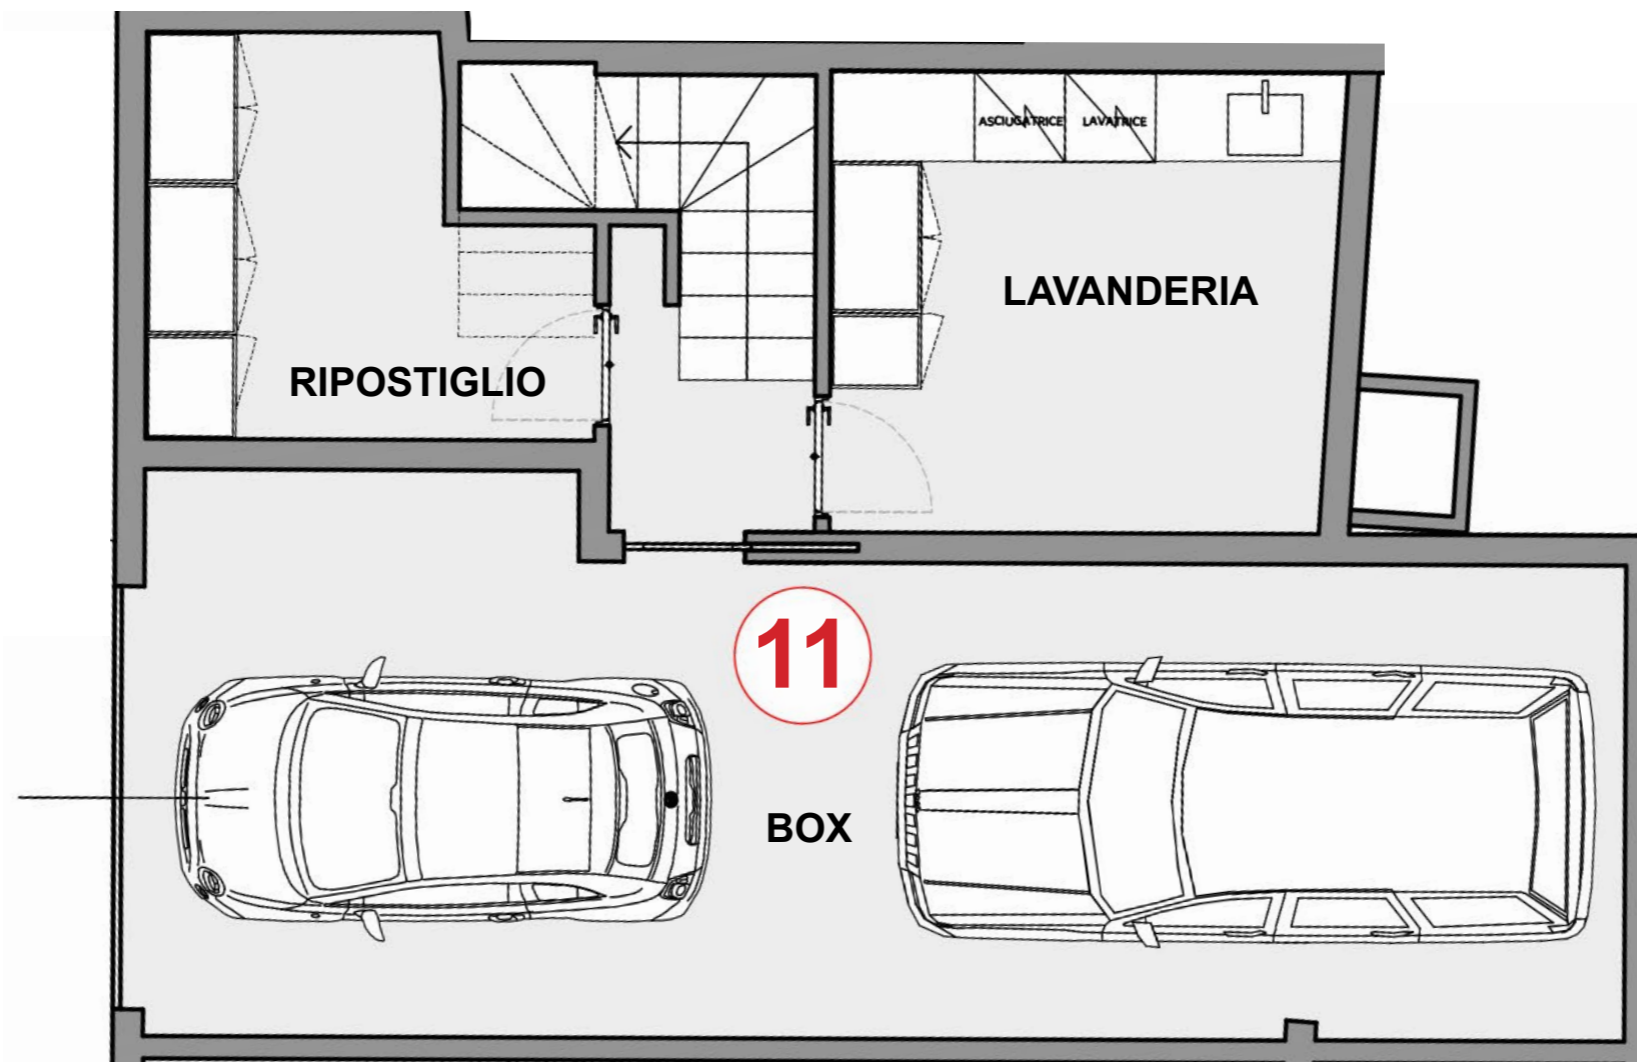 ASCIUGATRICE
LAVATRICE
LAVANDERIA
RIPOSTIGLIO
11
BOX